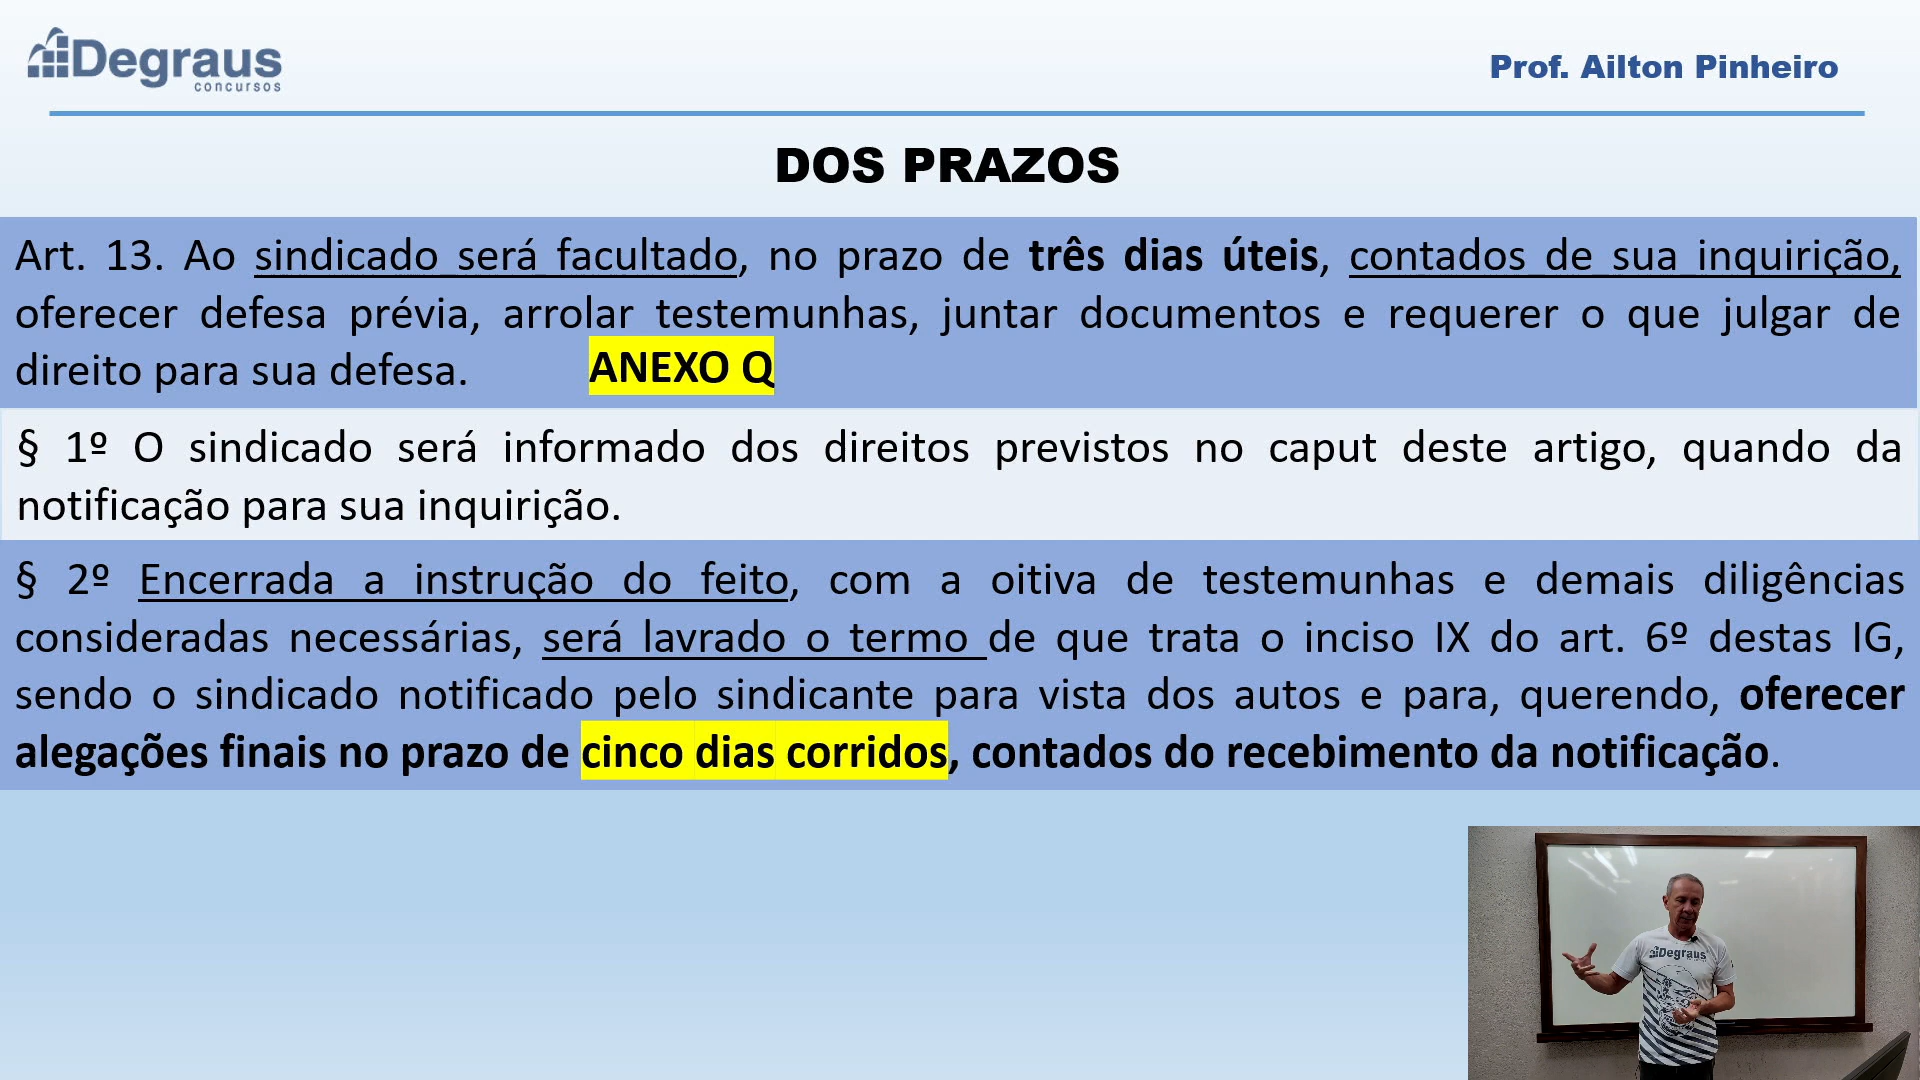 Degraus
concursos
Prof. Ailton Pinheiro
DOS PRAZOS
Art. 13. Ao sindicado será facultado, no prazo de três dias úteis, contados de sua inquirição,
oferecer defesa prévia, arrolar testemunhas, juntar documentos e requerer o que julgar de
direito para sua defesa. ANEXO Q
§ 1º O sindicado será informado dos direitos previstos no caput deste artigo, quando da
notificação para sua inquirição.
§ 2º Encerrada a instrução do feito, com a oitiva de testemunhas e demais diligências
consideradas necessárias, será lavrado o termo de que trata o inciso IX do art. 6º destas IG,
sendo o sindicado notificado pelo sindicante para vista dos autos e para, querendo, oferecer
alegações finais no prazo de cinco dias corridos, contados do recebimento da notificação.
Degraus